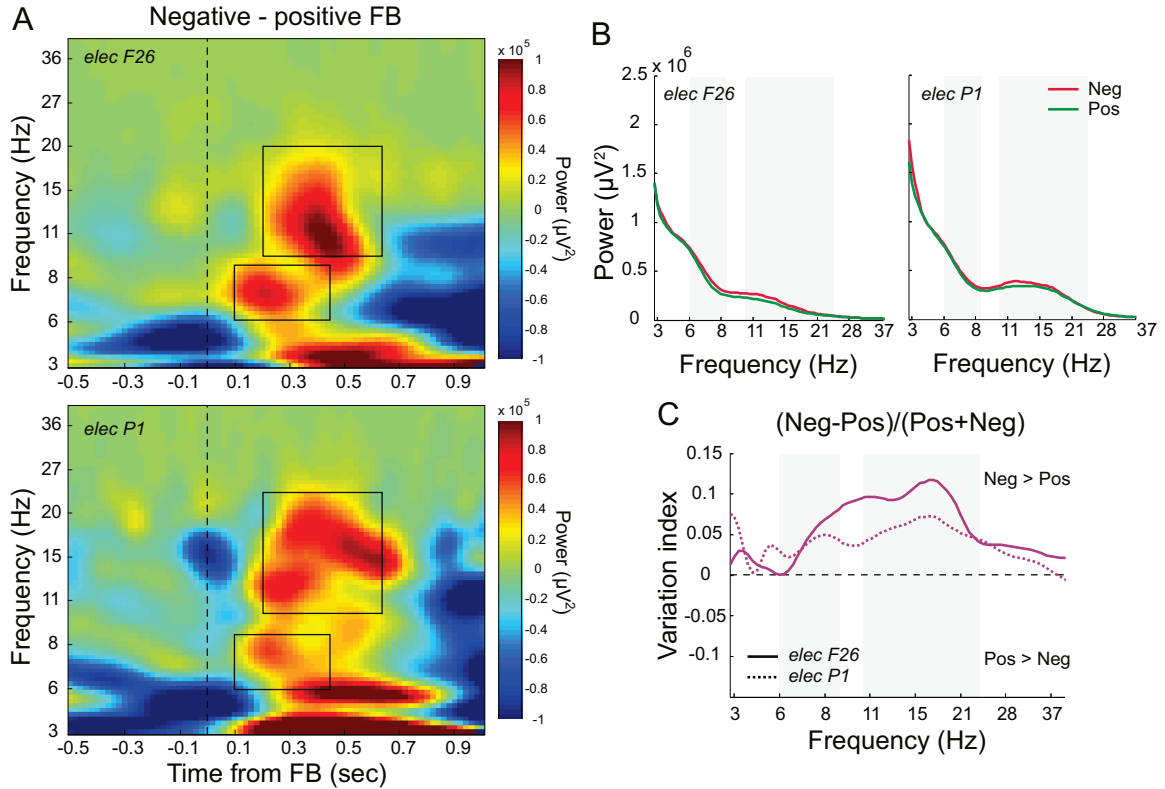 A
Negative - positive FB
elec F26
x 10⁵
36
27
20
15
11
8
6
3
Frequency (Hz)
-0.5 -0.3 -0.1 0.1 0.3 0.5 0.7 0.9
1
0.8
0.6
0.4
0.2
0
-0.2
-0.4
-0.6
-0.8
-1
Power (µV²)
elec P1
x 10⁵
36
27
20
15
11
8
6
3
Frequency (Hz)
-0.5 -0.3 -0.1 0.1 0.3 0.5 0.7 0.9
Time from FB (sec)
1
0.8
0.6
0.4
0.2
0
-0.2
-0.4
-0.6
-0.8
-1
Power (µV²)
B
x 10⁶
2.5
2
1.5
1
0.5
0
Power (µV²)
elec F26
3 6 8 11 15 21 28 37
Frequency (Hz)
elec P1
Neg
Pos
3 6 8 11 15 21 28 37
Frequency (Hz)
C
(Neg-Pos)/(Pos+Neg)
0.15
0.1
0.05
0
-0.05
-0.1
Variation index
Neg > Pos
Pos > Neg
elec F26
elec P1
3 6 8 11 15 21 28 37
Frequency (Hz)